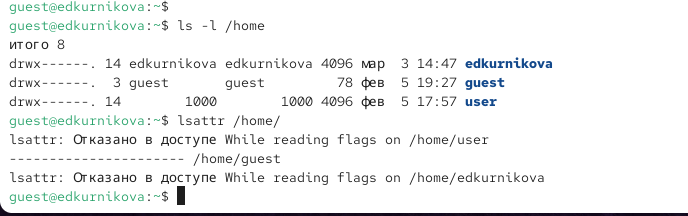 guest@edkurnikova:~$
guest@edkurnikova:~$ ls -l /home
итого 8
drwx------. 14 edkurnikova edkurnikova 4096 мар  3 14:47 edkurnikova
drwx------.  3 guest       guest         78 фев  5 19:27 guest
drwx------. 14        1000        1000 4096 фев  5 17:57 user
guest@edkurnikova:~$ lsattr /home/
lsattr: Отказано в доступе While reading flags on /home/user
---------------------- /home/guest
lsattr: Отказано в доступе While reading flags on /home/edkurnikova
guest@edkurnikova:~$